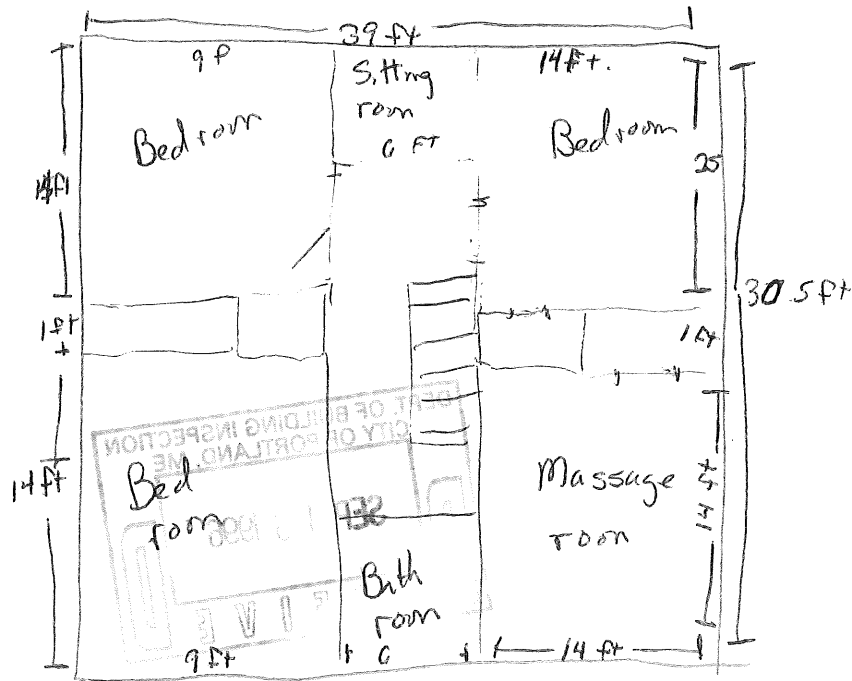 39 ft
9 f
Sitting
room
6 FT
14 Ft.
Bedroom
Bedroom
25
14 ft
30.5 ft
1 ft
1 ft
DEPT. OF BUILDING INSPECTION
CITY OF PORTLAND, ME
SEP
1996
14 ft
Bed
room
Massage
room
14 ft
Bath
room
9 ft
6
14 ft